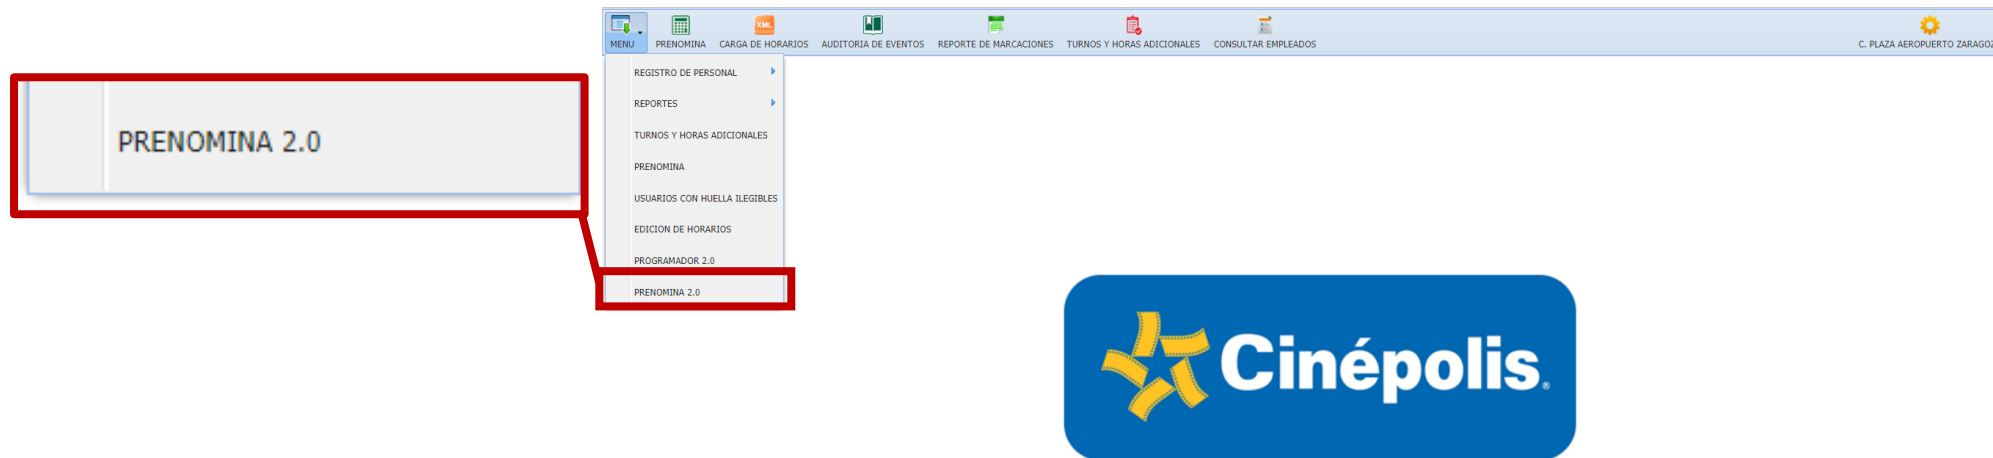 MENU
PRENOMINA
CARGA DE HORARIOS
AUDITORIA DE EVENTOS
REPORTE DE MARCACIONES
TURNOS Y HORAS ADICIONALES
CONSULTAR EMPLEADOS
C. PLAZA AEROPUERTO ZARAGOZ
XML
REGISTRO DE PERSONAL
REPORTES
TURNOS Y HORAS ADICIONALES
PRENOMINA
USUARIOS CON HUELLA ILEGIBLES
EDICION DE HORARIOS
PROGRAMADOR 2.0
PRENOMINA 2.0
PRENOMINA 2.0
Cinépolis®